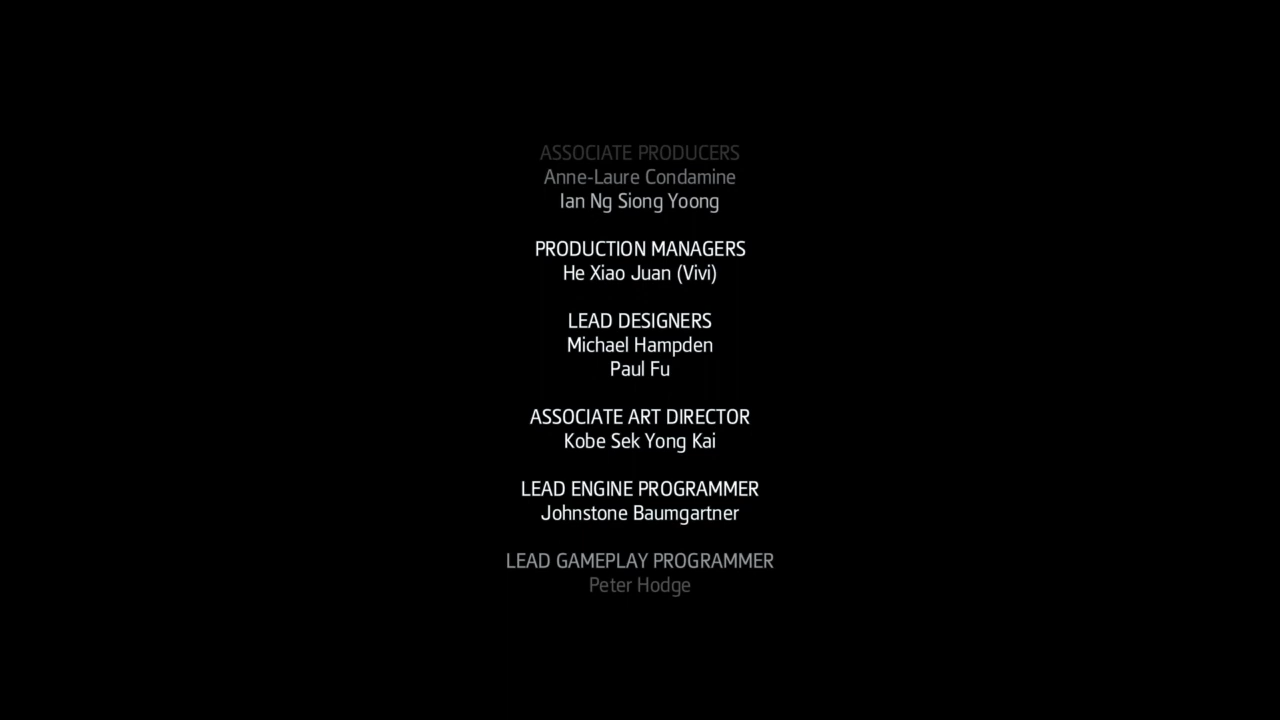 ASSOCIATE PRODUCERS
Anne-Laure Condamine
Ian Ng Siong Yoong
PRODUCTION MANAGERS
He Xiao Juan (Vivi)
LEAD DESIGNERS
Michael Hampden
Paul Fu
ASSOCIATE ART DIRECTOR
Kobe Sek Yong Kai
LEAD ENGINE PROGRAMMER
Johnstone Baumgartner
LEAD GAMEPLAY PROGRAMMER
Peter Hodge